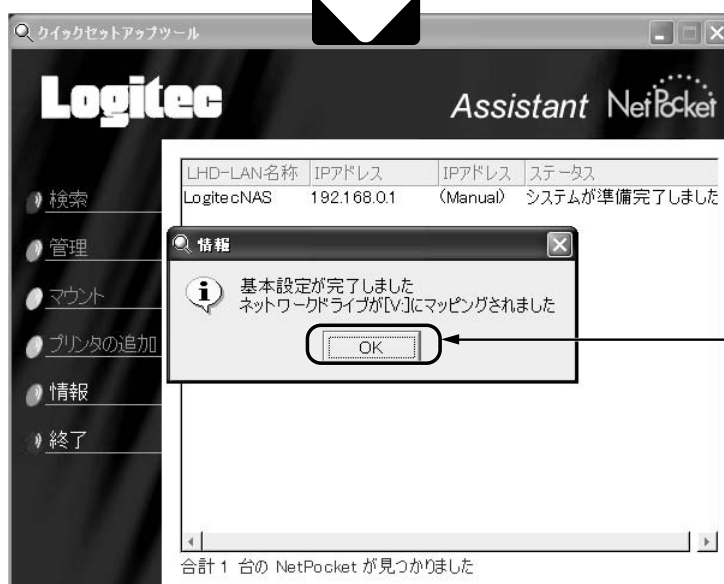 クイックセットアップツール
Logitec
Assistant NetPocket
LHD-LAN名称 IPアドレス IPアドレス ステータス
LogitecNAS 192.168.0.1 (Manual) システムが準備完了しました
検索
管理
マウント
プリンタの追加
情報
終了
情報
基本設定が完了しました
ネットワークドライブが[V:]にマッピングされました
OK
合計 1 台の NetPocket が見つかりました